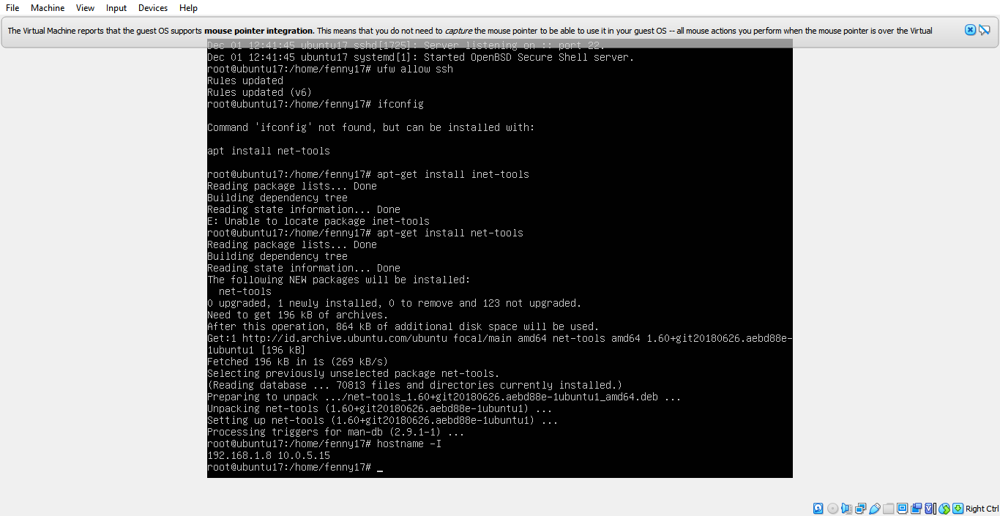 File Machine View Input Devices Help
The Virtual Machine reports that the guest OS supports mouse pointer integration. This means that you do not need to capture the mouse pointer to be able to use it in your guest OS -- all mouse actions you perform when the mouse pointer is over the Virtual
Dec 01 12:41:45 ubuntu17 sshd[1725]: Server listening on :: port 22.
Dec 01 12:41:45 ubuntu17 systemd[1]: Started OpenBSD Secure Shell server.
root@ubuntu17:/home/fenny17# ufw allow ssh
Rules updated
Rules updated (v6)
root@ubuntu17:/home/fenny17# ifconfig
Command 'ifconfig' not found, but can be installed with:
apt install net-tools
root@ubuntu17:/home/fenny17# apt-get install inet-tools
Reading package lists... Done
Building dependency tree
Reading state information... Done
E: Unable to locate package inet-tools
root@ubuntu17:/home/fenny17# apt-get install net-tools
Reading package lists... Done
Building dependency tree
Reading state information... Done
The following NEW packages will be installed:
net-tools
0 upgraded, 1 newly installed, 0 to remove and 123 not upgraded.
Need to get 196 kB of archives.
After this operation, 864 kB of additional disk space will be used.
Get:1 http://id.archive.ubuntu.com/ubuntu focal/main amd64 net-tools amd64 1.60+git20180626.aebd88e-
1ubuntu1 [196 kB]
Fetched 196 kB in 1s (269 kB/s)
Selecting previously unselected package net-tools.
(Reading database ... 70813 files and directories currently installed.)
Preparing to unpack .../net-tools_1.60+git20180626.aebd88e-1ubuntu1_amd64.deb ...
Unpacking net-tools (1.60+git20180626.aebd88e-1ubuntu1) ...
Setting up net-tools (1.60+git20180626.aebd88e-1ubuntu1) ...
Processing triggers for man-db (2.9.1-1) ...
root@ubuntu17:/home/fenny17# hostname -I
192.168.1.8 10.0.5.15
root@ubuntu17:/home/fenny17# _
Right Ctrl